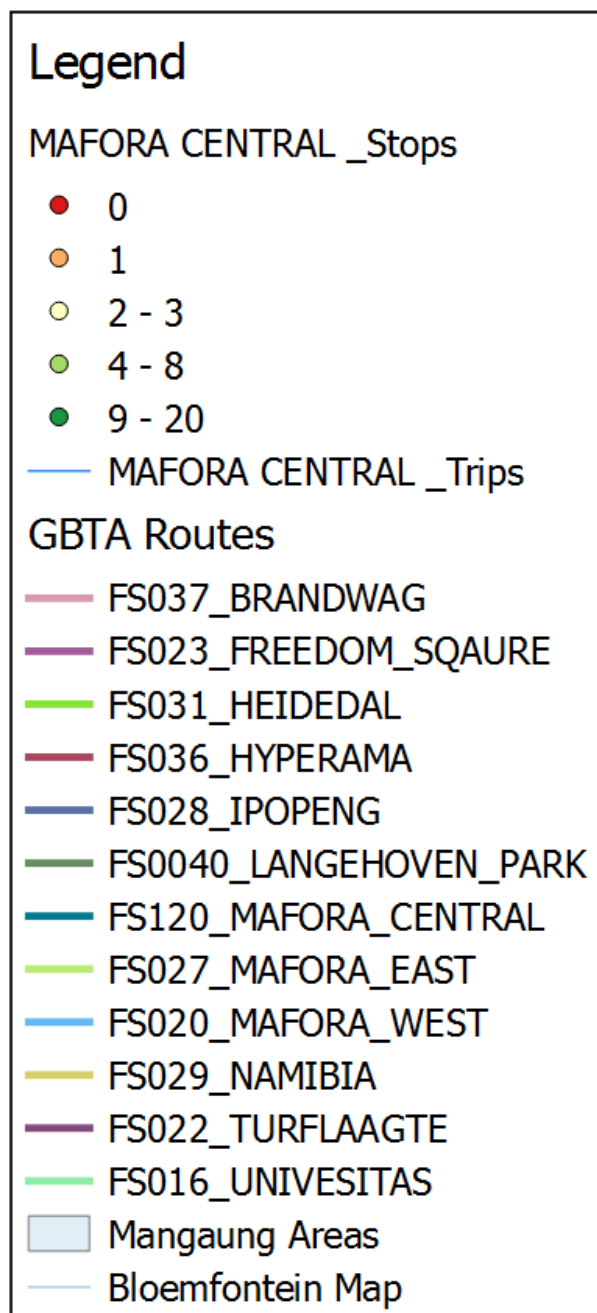 Legend
MAFORA CENTRAL _Stops
0
1
2 - 3
4 - 8
9 - 20
MAFORA CENTRAL _Trips
GBTA Routes
FS037_BRANDWAG
FS023_FREEDOM_SQAURE
FS031_HEIDEDAL
FS036_HYPERAMA
FS028_IPOPENG
FS0040_LANGEHOVEN_PARK
FS120_MAFORA_CENTRAL
FS027_MAFORA_EAST
FS020_MAFORA_WEST
FS029_NAMIBIA
FS022_TURFLAAGTE
FS016_UNIVESITAS
Mangaung Areas
Bloemfontein Map